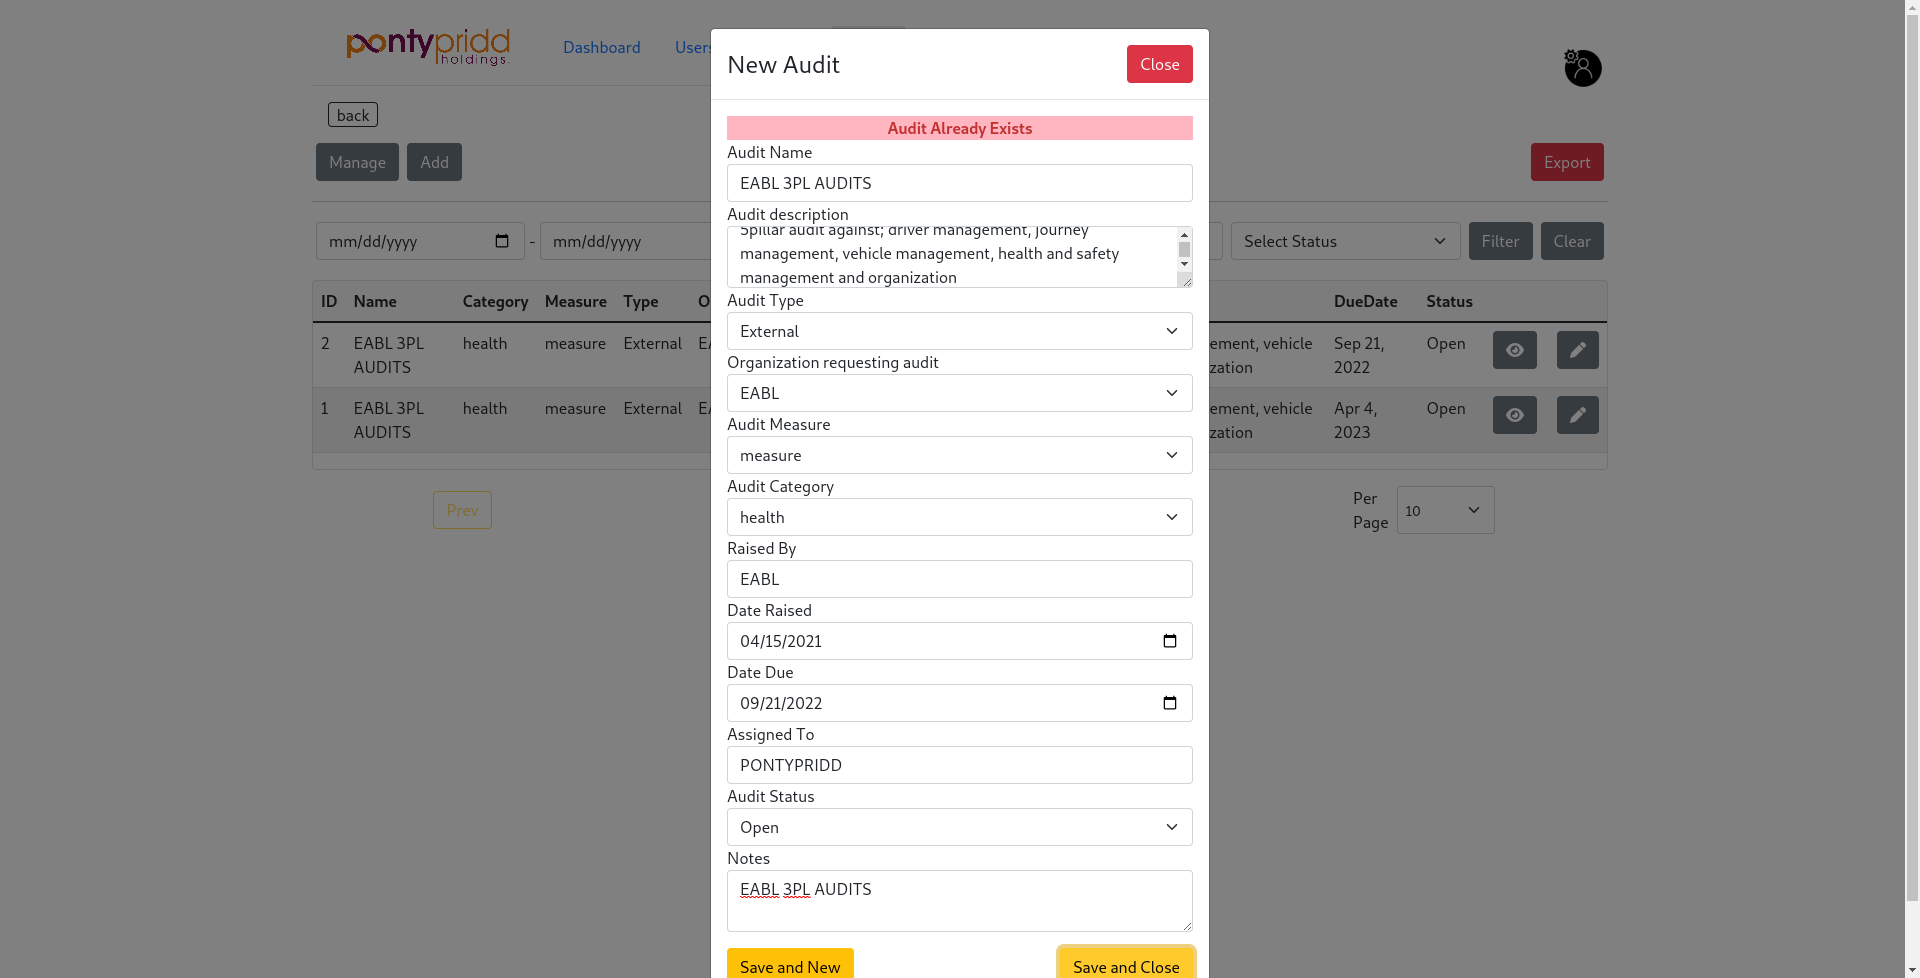 pontypridd
holdings
Dashboard
Users
back
Manage
Add
Export
mm/dd/yyyy
-
mm/dd/yyyy
Select Status
Filter
Clear
ID Name Category Measure Type DueDate Status
2 EABL 3PL AUDITS health measure External ement, vehicle zation Sep 21, 2022 Open
1 EABL 3PL AUDITS health measure External ement, vehicle zation Apr 4, 2023 Open
Prev
Per Page
10
New Audit
Close
Audit Already Exists
Audit Name
EABL 3PL AUDITS
Audit description
5pillar audit against; driver management, journey
management, vehicle management, health and safety
management and organization
Audit Type
External
Organization requesting audit
EABL
Audit Measure
measure
Audit Category
health
Raised By
EABL
Date Raised
04/15/2021
Date Due
09/21/2022
Assigned To
PONTYPRIDD
Audit Status
Open
Notes
EABL 3PL AUDITS
Save and New
Save and Close